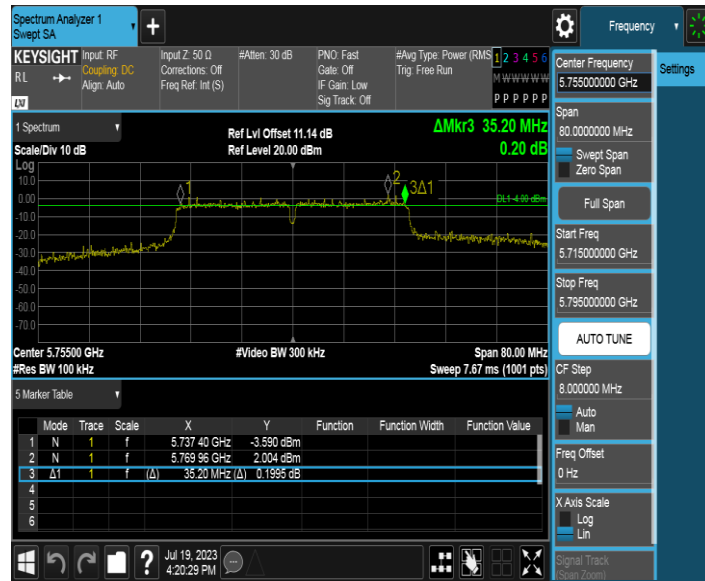 Spectrum Analyzer 1
Swept SA
+
Frequency
KEYSIGHT
RL
LXI
Input: RF
Coupling: DC
Align: Auto
Input Z: 50 Ω
Corrections: Off
Freq Ref: Int (S)
#Atten: 30 dB
PNO: Fast
Gate: Off
IF Gain: Low
Sig Track: Off
#Avg Type: Power (RMS
Trig: Free Run
1 2 3 4 5 6
M W W W W W
P P P P P P
1 Spectrum
Scale/Div 10 dB
Ref Lvl Offset 11.14 dB
Ref Level 20.00 dBm
ΔMkr3 35.20 MHz
0.20 dB
Log
10.0
0.00
-10.0
-20.0
-30.0
-40.0
-50.0
-60.0
-70.0
1
2
3Δ1
DL1 -4.00 dBm
Center 5.75500 GHz
#Video BW 300 kHz
Span 80.00 MHz
#Res BW 100 kHz
Sweep 7.67 ms (1001 pts)
5 Marker Table
Mode Trace Scale X Y Function Function Width Function Value
1 N 1 f 5.737 40 GHz -3.590 dBm
2 N 1 f 5.769 96 GHz 2.004 dBm
3 Δ1 1 f (Δ) 35.20 MHz (Δ) 0.1995 dB
4
5
6
Jul 19, 2023
4:20:29 PM
?
Center Frequency
5.755000000 GHz
Settings
Span
80.0000000 MHz
Swept Span
Zero Span
Full Span
Start Freq
5.715000000 GHz
Stop Freq
5.795000000 GHz
AUTO TUNE
CF Step
8.000000 MHz
Auto
Man
Freq Offset
0 Hz
X Axis Scale
Log
Lin
Signal Track
(Span Zoom)